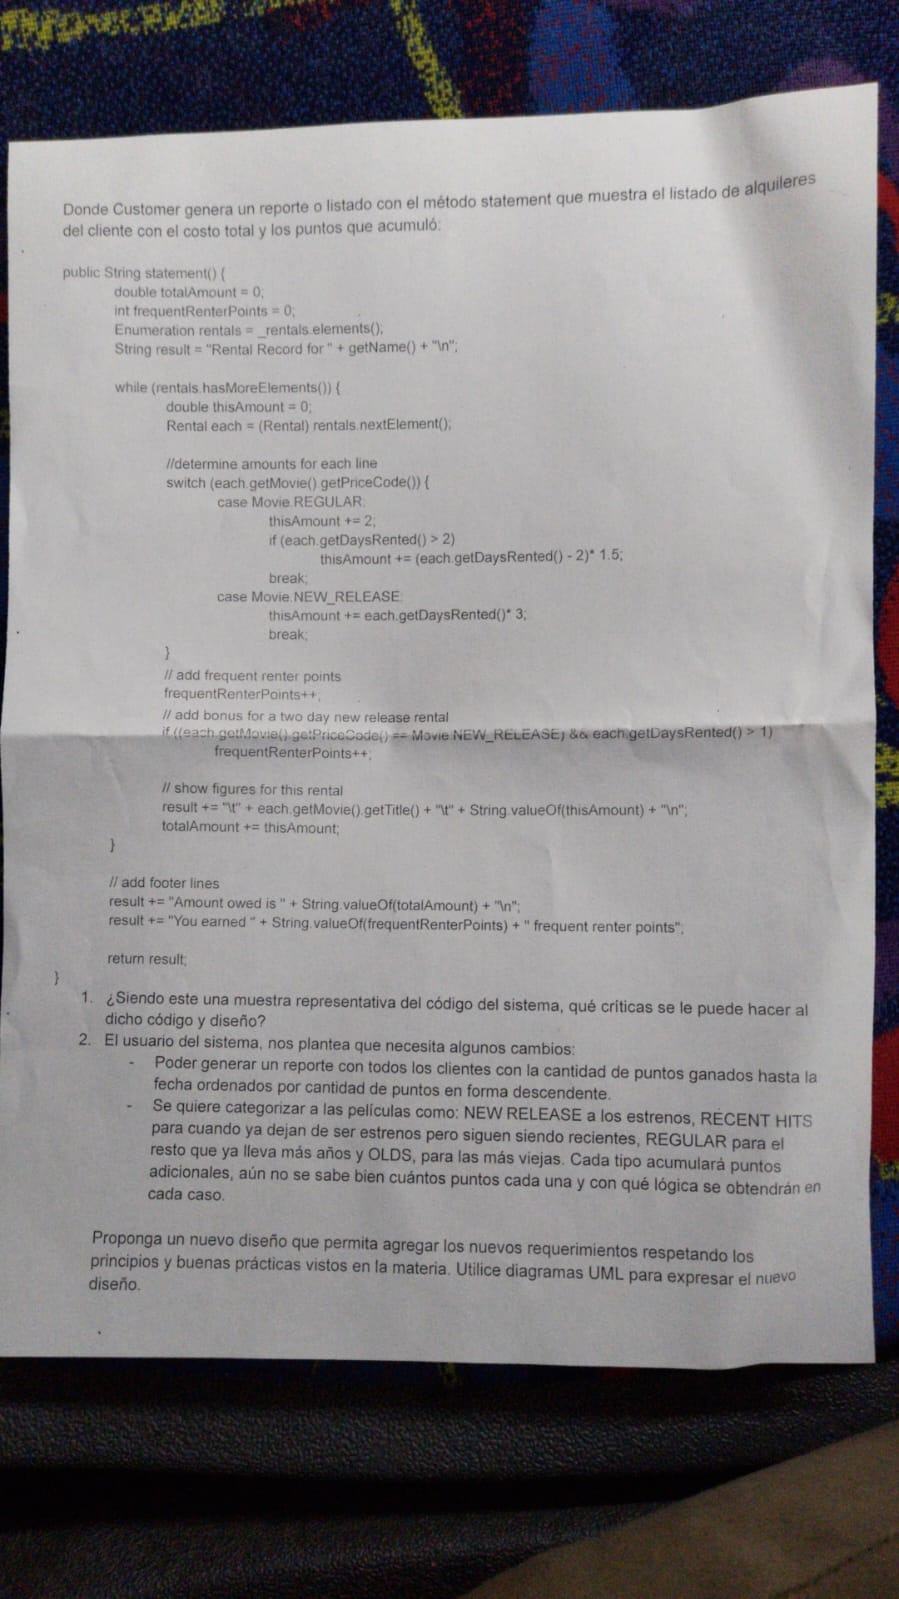 Donde Customer genera un reporte o listado con el método statement que muestra el listado de alquileres
del cliente con el costo total y los puntos que acumuló:
public String statement() {
double totalAmount = 0;
int frequentRenterPoints = 0;
Enumeration rentals = _rentals.elements();
String result = "Rental Record for " + getName() + "\n";
while (rentals.hasMoreElements()) {
double thisAmount = 0;
Rental each = (Rental) rentals.nextElement();
//determine amounts for each line
switch (each.getMovie().getPriceCode()) {
case Movie.REGULAR:
thisAmount += 2;
if (each.getDaysRented() > 2)
thisAmount += (each.getDaysRented() - 2)* 1.5;
break;
case Movie.NEW_RELEASE:
thisAmount += each.getDaysRented()* 3;
break;
}
// add frequent renter points
frequentRenterPoints++;
// add bonus for a two day new release rental
if ((each.getMovie().getPriceCode() == Movie.NEW_RELEASE) && each.getDaysRented() > 1)
frequentRenterPoints++;
// show figures for this rental
result += "\t" + each.getMovie().getTitle() + "\t" + String.valueOf(thisAmount) + "\n";
totalAmount += thisAmount;
}
// add footer lines
result += "Amount owed is " + String.valueOf(totalAmount) + "\n";
result += "You earned " + String.valueOf(frequentRenterPoints) + " frequent renter points";
return result;
}
1. ¿Siendo este una muestra representativa del código del sistema, qué críticas se le puede hacer al
dicho código y diseño?
2. El usuario del sistema, nos plantea que necesita algunos cambios:
- Poder generar un reporte con todos los clientes con la cantidad de puntos ganados hasta la
fecha ordenados por cantidad de puntos en forma descendente.
- Se quiere categorizar a las películas como: NEW RELEASE a los estrenos, RECENT HITS
para cuando ya dejan de ser estrenos pero siguen siendo recientes, REGULAR para el
resto que ya lleva más años y OLDS, para las más viejas. Cada tipo acumulará puntos
adicionales, aún no se sabe bien cuántos puntos cada una y con qué lógica se obtendrán en
cada caso.
Proponga un nuevo diseño que permita agregar los nuevos requerimientos respetando los
principios y buenas prácticas vistos en la materia. Utilice diagramas UML para expresar el nuevo
diseño.